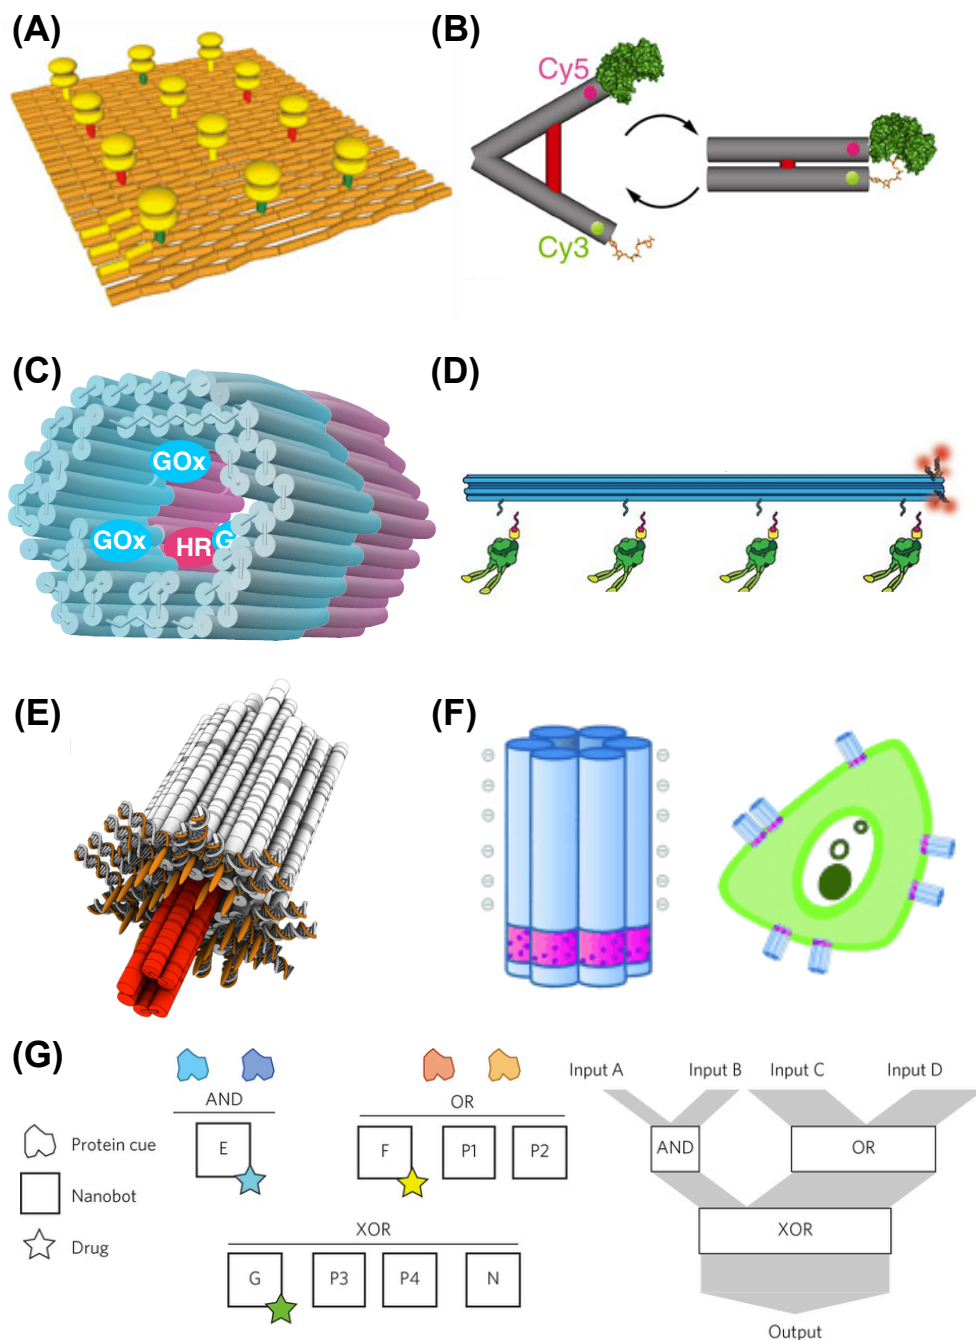 (A)
(B)
Cy5
Cy3
(C)
GOx
GOx
HR
G
(D)
(E)
(F)
(G)
Protein cue
Nanobot
Drug
AND
E
OR
F
P1
P2
XOR
G
P3
P4
N
Input A
Input B
Input C
Input D
AND
OR
XOR
Output